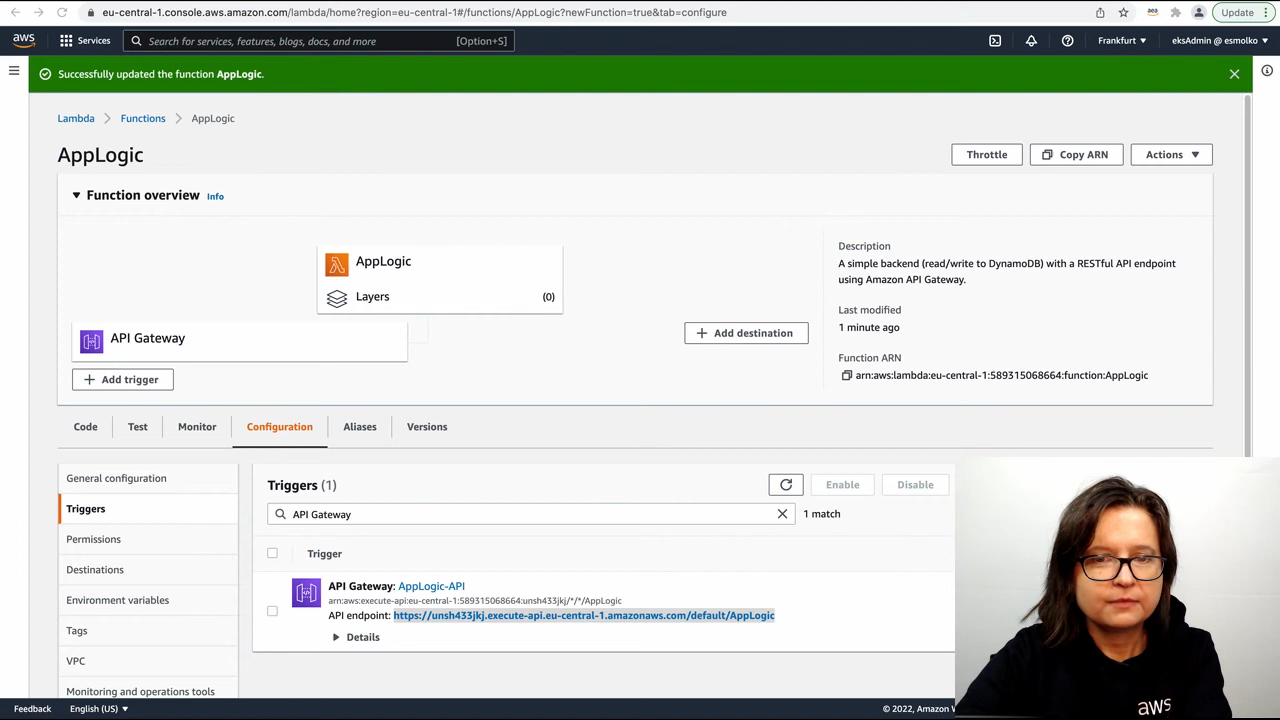 eu-central-1.console.aws.amazon.com/lambda/home?region=eu-central-1#/functions/AppLogic?newFunction=true&tab=configure
Update
aws
Services
Search for services, features, blogs, docs, and more
[Option+S]
Frankfurt
eksAdmin @ esmolko
Successfully updated the function AppLogic.
Lambda
Functions
AppLogic
AppLogic
Throttle
Copy ARN
Actions
Function overview
Info
AppLogic
Layers
(0)
API Gateway
Add trigger
Add destination
Description
A simple backend (read/write to DynamoDB) with a RESTful API endpoint
using Amazon API Gateway.
Last modified
1 minute ago
Function ARN
arn:aws:lambda:eu-central-1:589315068664:function:AppLogic
Code
Test
Monitor
Configuration
Aliases
Versions
General configuration
Triggers
Permissions
Destinations
Environment variables
Tags
VPC
Monitoring and operations tools
Triggers (1)
Enable
Disable
API Gateway
1 match
Trigger
API Gateway: AppLogic-API
arn:aws:execute-api:eu-central-1:589315068664:unsh433jkj/*/*/AppLogic
API endpoint: https://unsh433jkj.execute-api.eu-central-1.amazonaws.com/default/AppLogic
Details
aws
Feedback
English (US)
© 2022, Amazon W